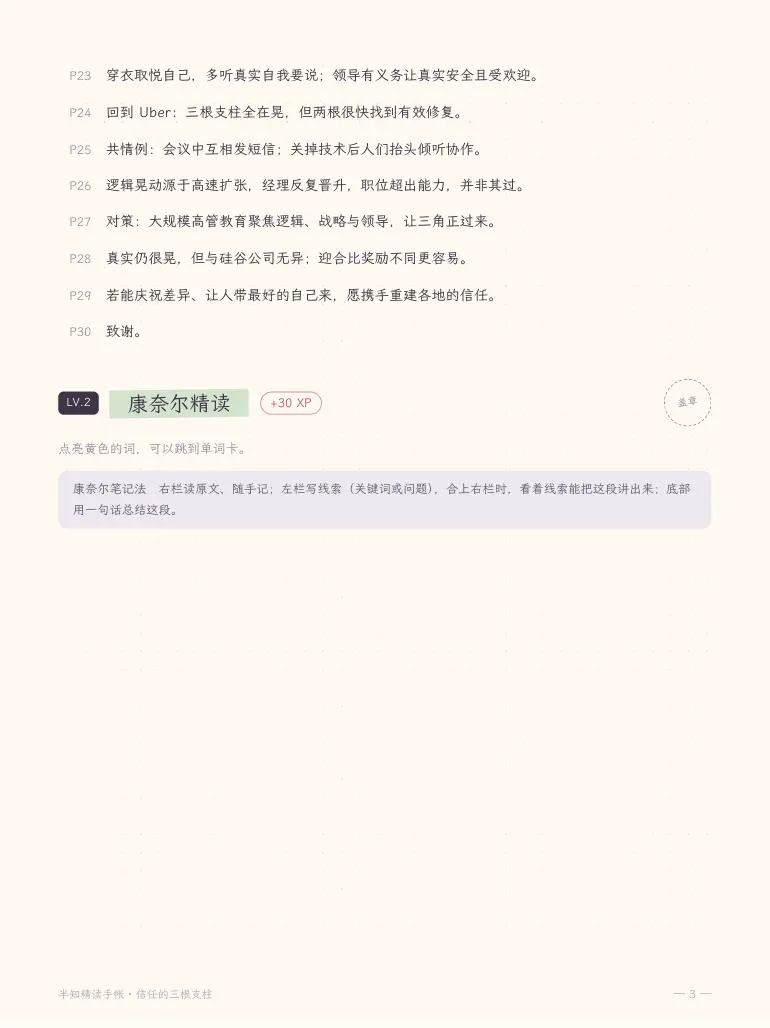 P23 穿衣取悦自己，多听真实自我要说；领导有义务让真实安全且受欢迎。
P24 回到 Uber：三根支柱全在晃，但两根很快找到有效修复。
P25 共情例：会议中互相发短信；关掉技术后人们抬头倾听协作。
P26 逻辑晃动源于高速扩张，经理反复晋升，职位超出能力，并非其过。
P27 对策：大规模高管教育聚焦逻辑、战略与领导，让三角正过来。
P28 真实仍很晃，但与硅谷公司无异；迎合比奖励不同更容易。
P29 若能庆祝差异、让人带最好的自己来，愿携手重建各地的信任。
P30 致谢。
LV.2 康奈尔精读 +30 XP 盖章
点亮黄色的词，可以跳到单词卡。
康奈尔笔记法 右栏读原文、随手记；左栏写线索（关键词或问题），合上右栏时，看着线索能把这段讲出来；底部
用一句话总结这段。
半知精读手帐·信任的三根支柱 — 3 —